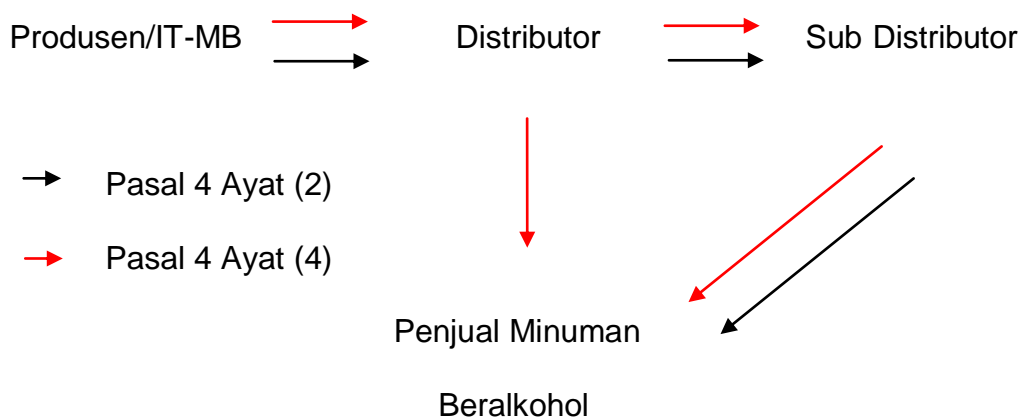 Produsen/IT-MB
Distributor
Sub Distributor
Pasal 4 Ayat (2)
Pasal 4 Ayat (4)
Penjual Minuman
Beralkohol